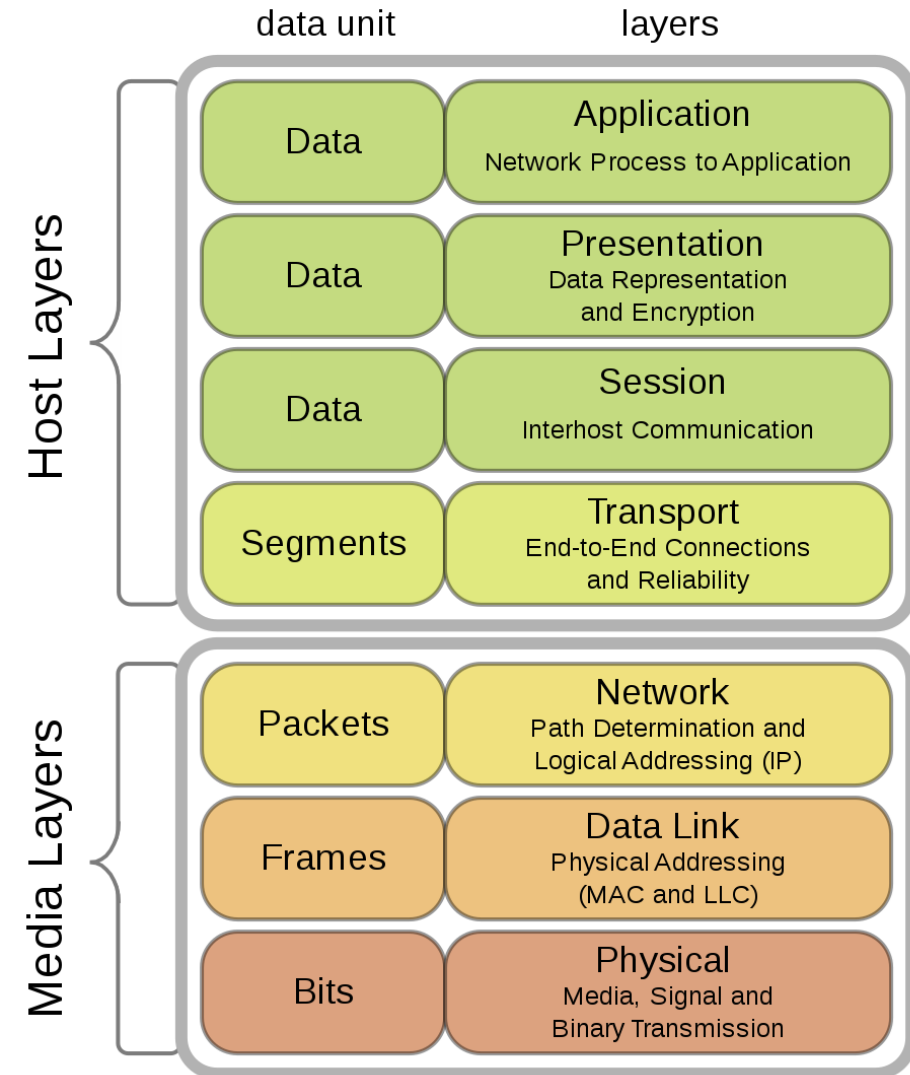 data unit
layers
Host Layers
Data
Application
Network Process to Application
Data
Presentation
Data Representation
and Encryption
Data
Session
Interhost Communication
Segments
Transport
End-to-End Connections
and Reliability
Media Layers
Packets
Network
Path Determination and
Logical Addressing (IP)
Frames
Data Link
Physical Addressing
(MAC and LLC)
Bits
Physical
Media, Signal and
Binary Transmission